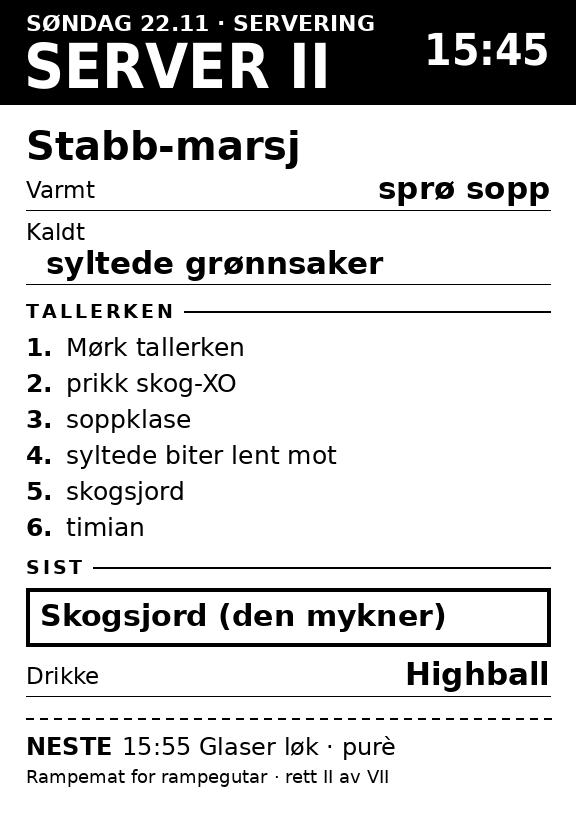 SØNDAG 22.11 · SERVERING
SERVER II
15:45
Stabb-marsj
Varmt sprø sopp
Kaldt
syltede grønnsaker
TALLERKEN
1. Mørk tallerken
2. prikk skog-XO
3. soppklase
4. syltede biter lent mot
5. skogsjord
6. timian
SIST
Skogsjord (den mykner)
Drikke Highball
NESTE 15:55 Glaser løk · purè
Rampemat for rampegutar · rett II av VII